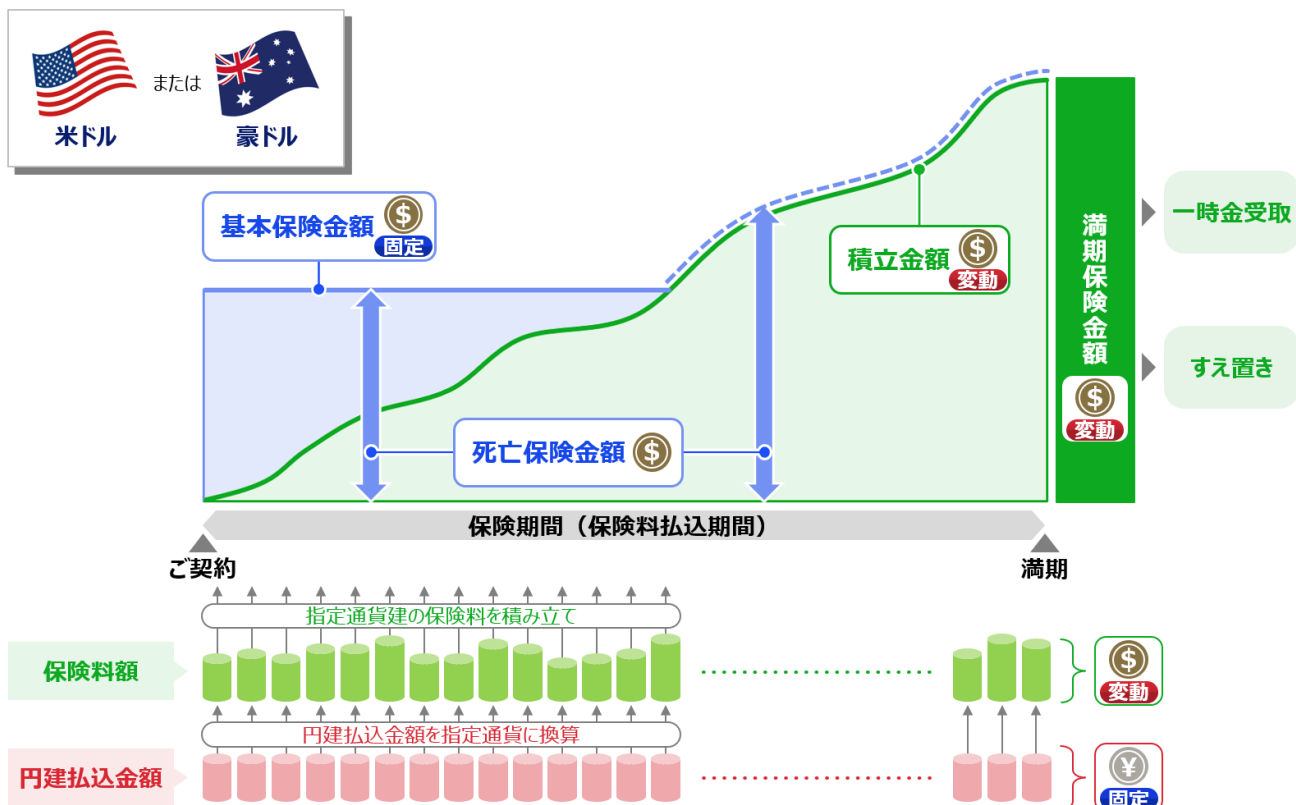 または
米ドル
豪ドル
基本保険金額
$
固定
積立金額
$
変動
満期保険金額
$
変動
一時金受取
すえ置き
死亡保険金額
$
保険期間（保険料払込期間）
ご契約
満期
指定通貨建の保険料を積み立て
保険料額
$
変動
円建払込金額を指定通貨に換算
円建払込金額
¥
固定